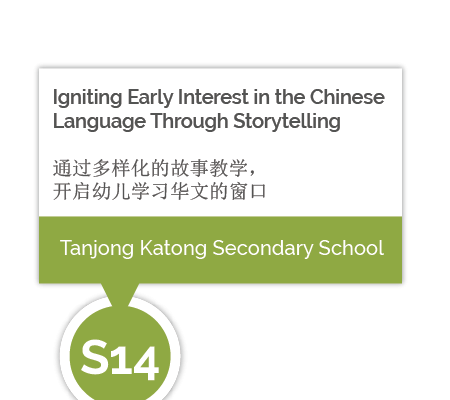 Igniting Early Interest in the Chinese
Language Through Storytelling
通过多样化的故事教学，
开启幼儿学习华文的窗口
Tanjong Katong Secondary School
S14